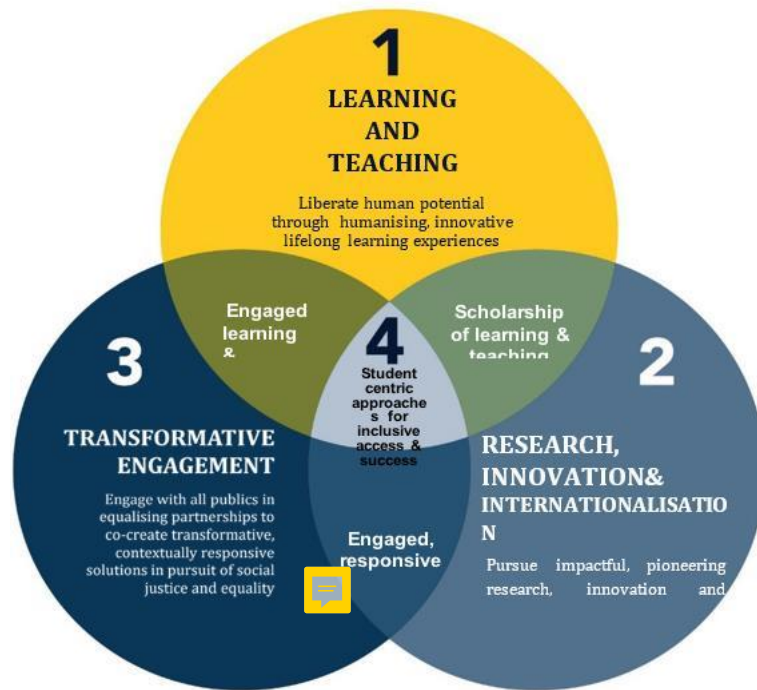 1
LEARNING
AND
TEACHING
Liberate human potential
through humanising, innovative
lifelong learning experiences
Engaged
learning
&
Scholarship
of learning &
teaching
4
Student
centric
approache
s for
inclusive
access &
success
3
TRANSFORMATIVE
ENGAGEMENT
Engage with all publics in
equalising partnerships to
co-create transformative,
contextually responsive
solutions in pursuit of social
justice and equality
2
RESEARCH,
INNOVATION&
INTERNATIONALISATIO
N
Pursue impactful, pioneering
research, innovation and
Engaged,
responsive